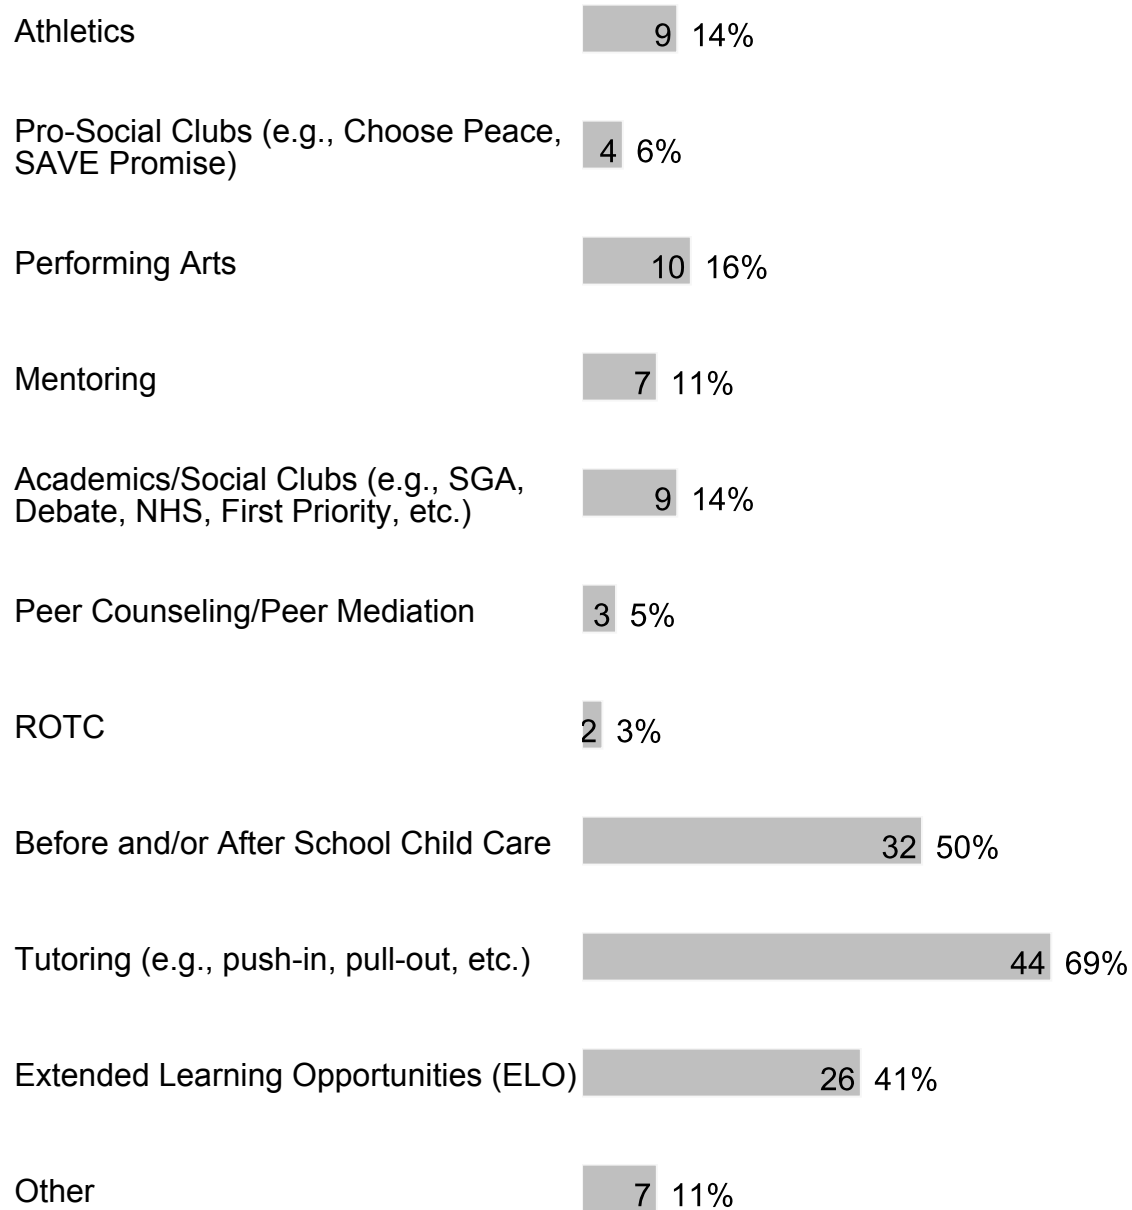 Athletics 9 14%
Pro-Social Clubs (e.g., Choose Peace,
SAVE Promise) 4 6%
Performing Arts 10 16%
Mentoring 7 11%
Academics/Social Clubs (e.g., SGA,
Debate, NHS, First Priority, etc.) 9 14%
Peer Counseling/Peer Mediation 3 5%
ROTC 2 3%
Before and/or After School Child Care 32 50%
Tutoring (e.g., push-in, pull-out, etc.) 44 69%
Extended Learning Opportunities (ELO) 26 41%
Other 7 11%